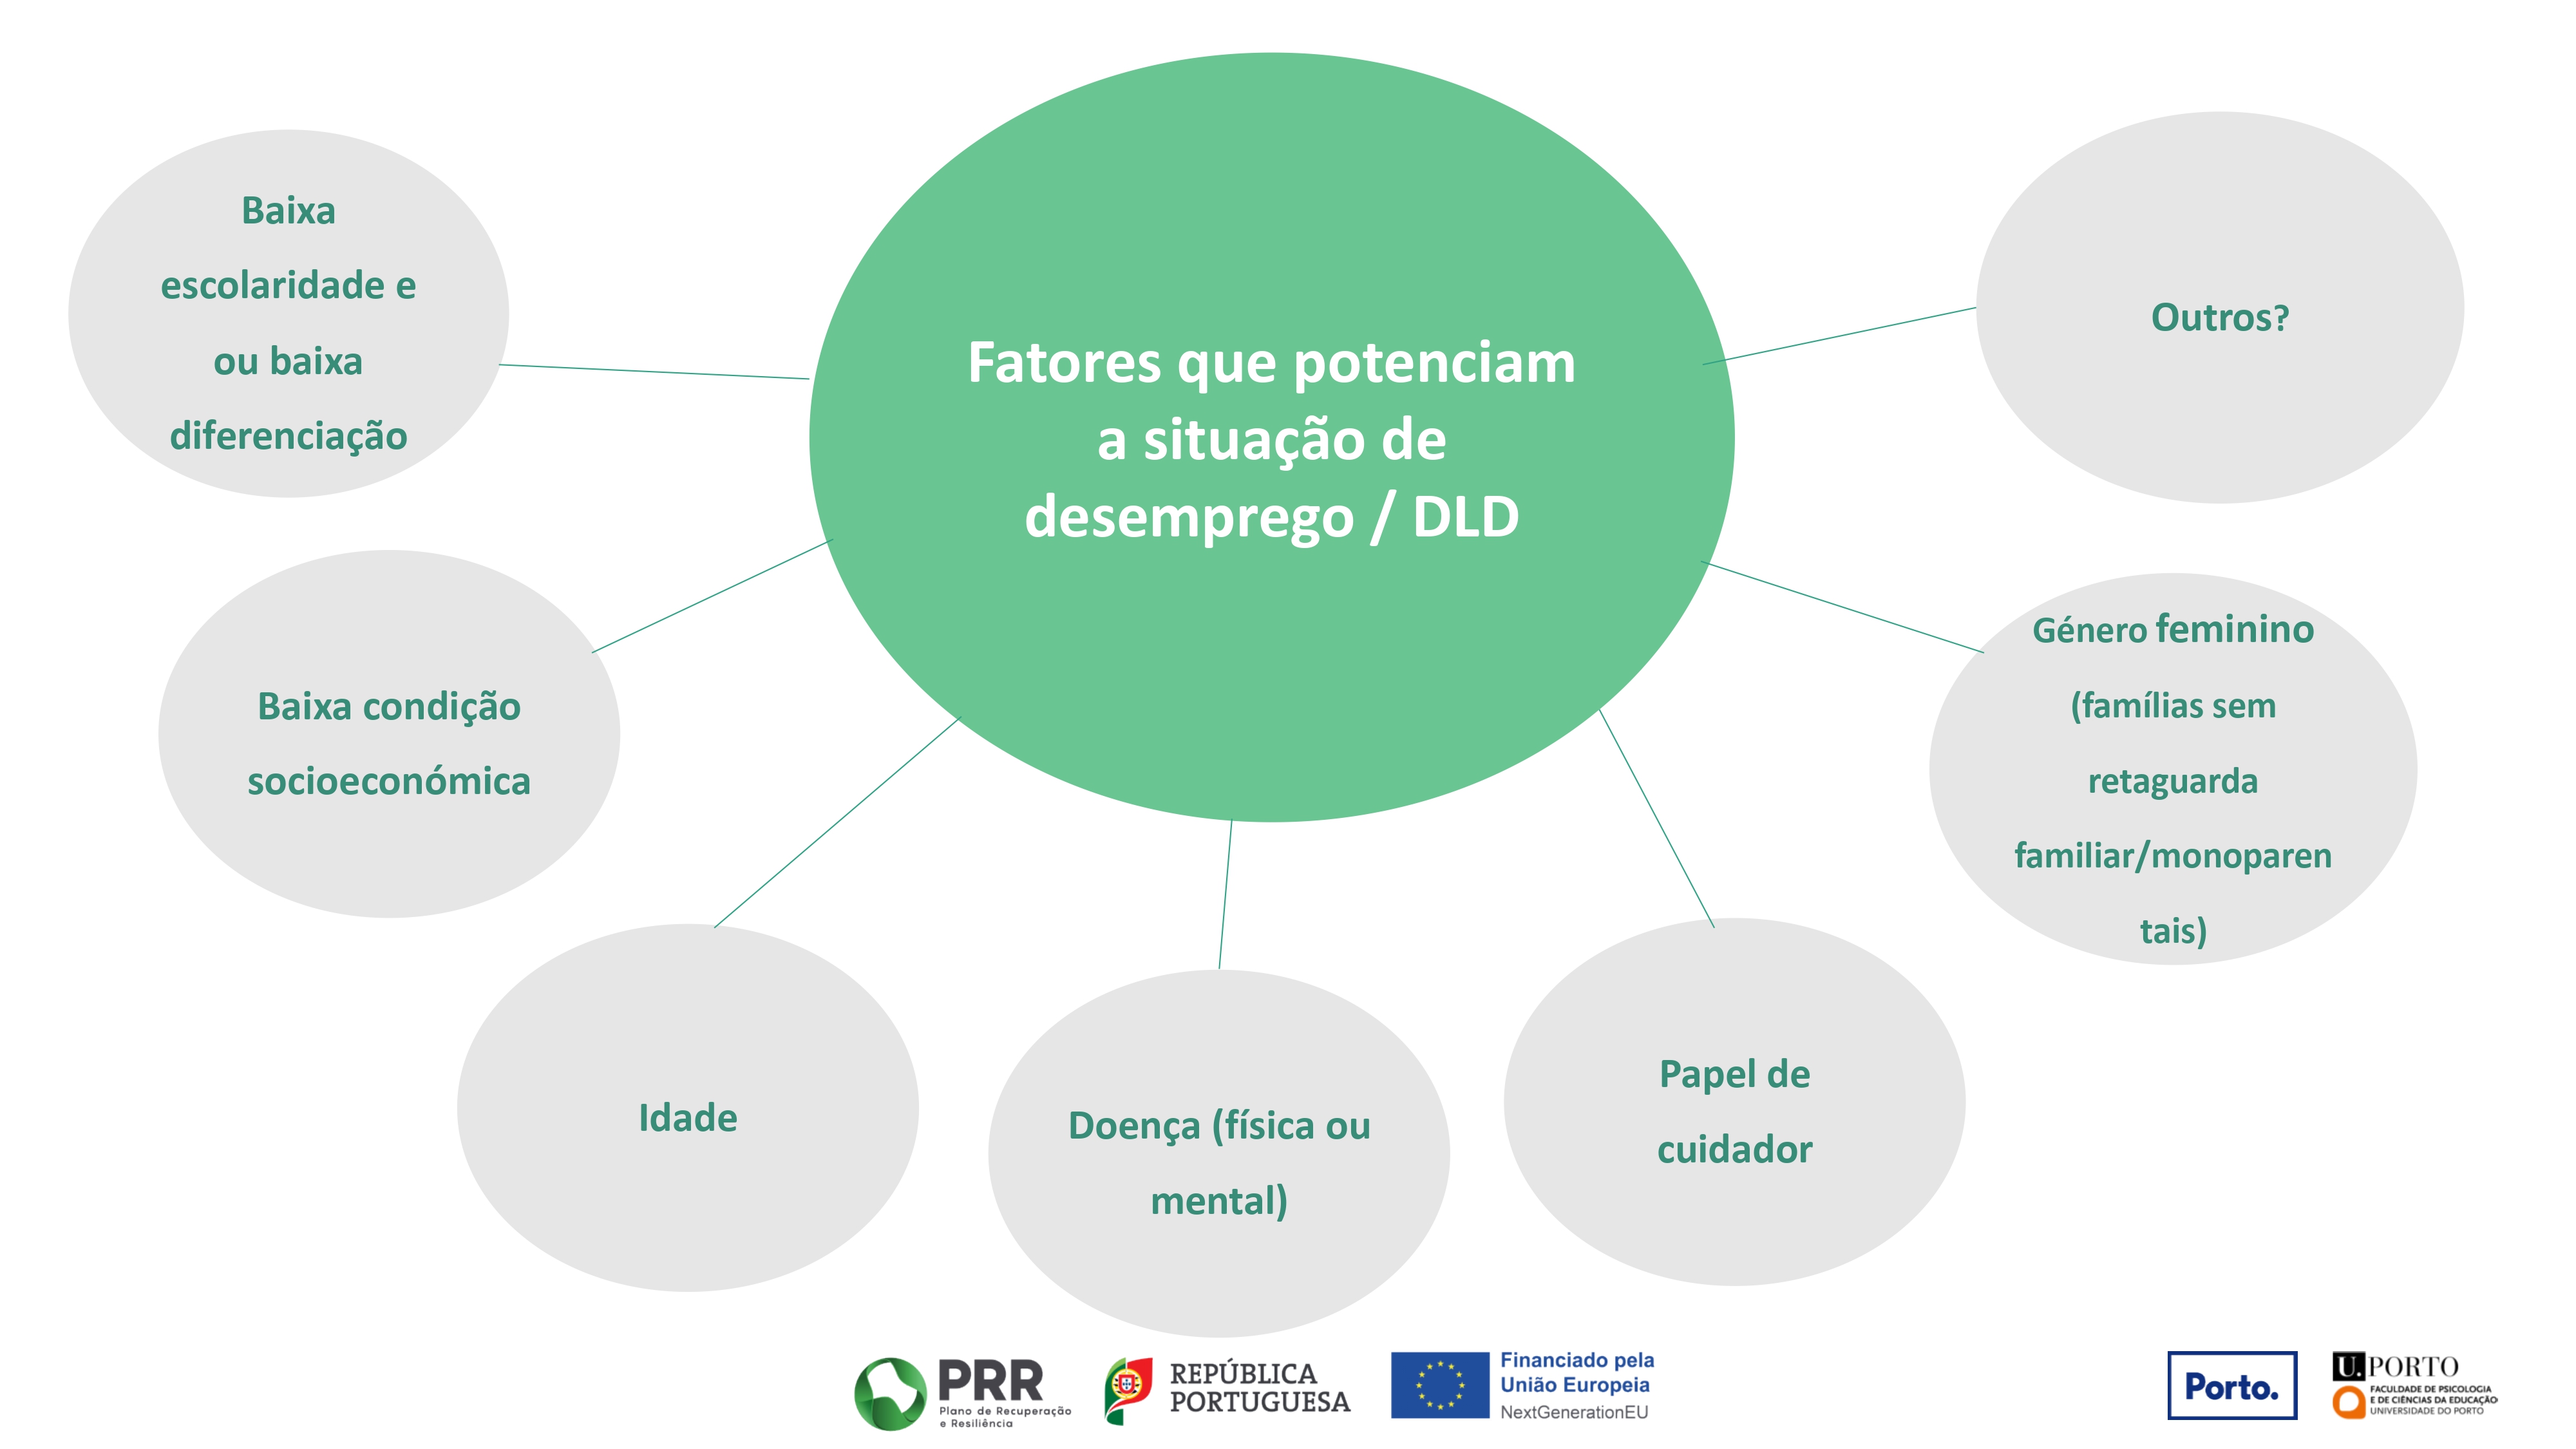 Fatores que potenciam
a situação de
desemprego / DLD
Baixa
escolaridade e
ou baixa
diferenciação
Baixa condição
socioeconómica
Idade
Doença (física ou
mental)
Papel de
cuidador
Género feminino
(famílias sem
retaguarda
familiar/monoparen
tais)
Outros?
PRR
Plano de Recuperação
e Resiliência
REPÚBLICA
PORTUGUESA
Financiado pela
União Europeia
NextGenerationEU
Porto.
U.PORTO
FACULDADE DE PSICOLOGIA
E DE CIÊNCIAS DA EDUCAÇÃO
UNIVERSIDADE DO PORTO